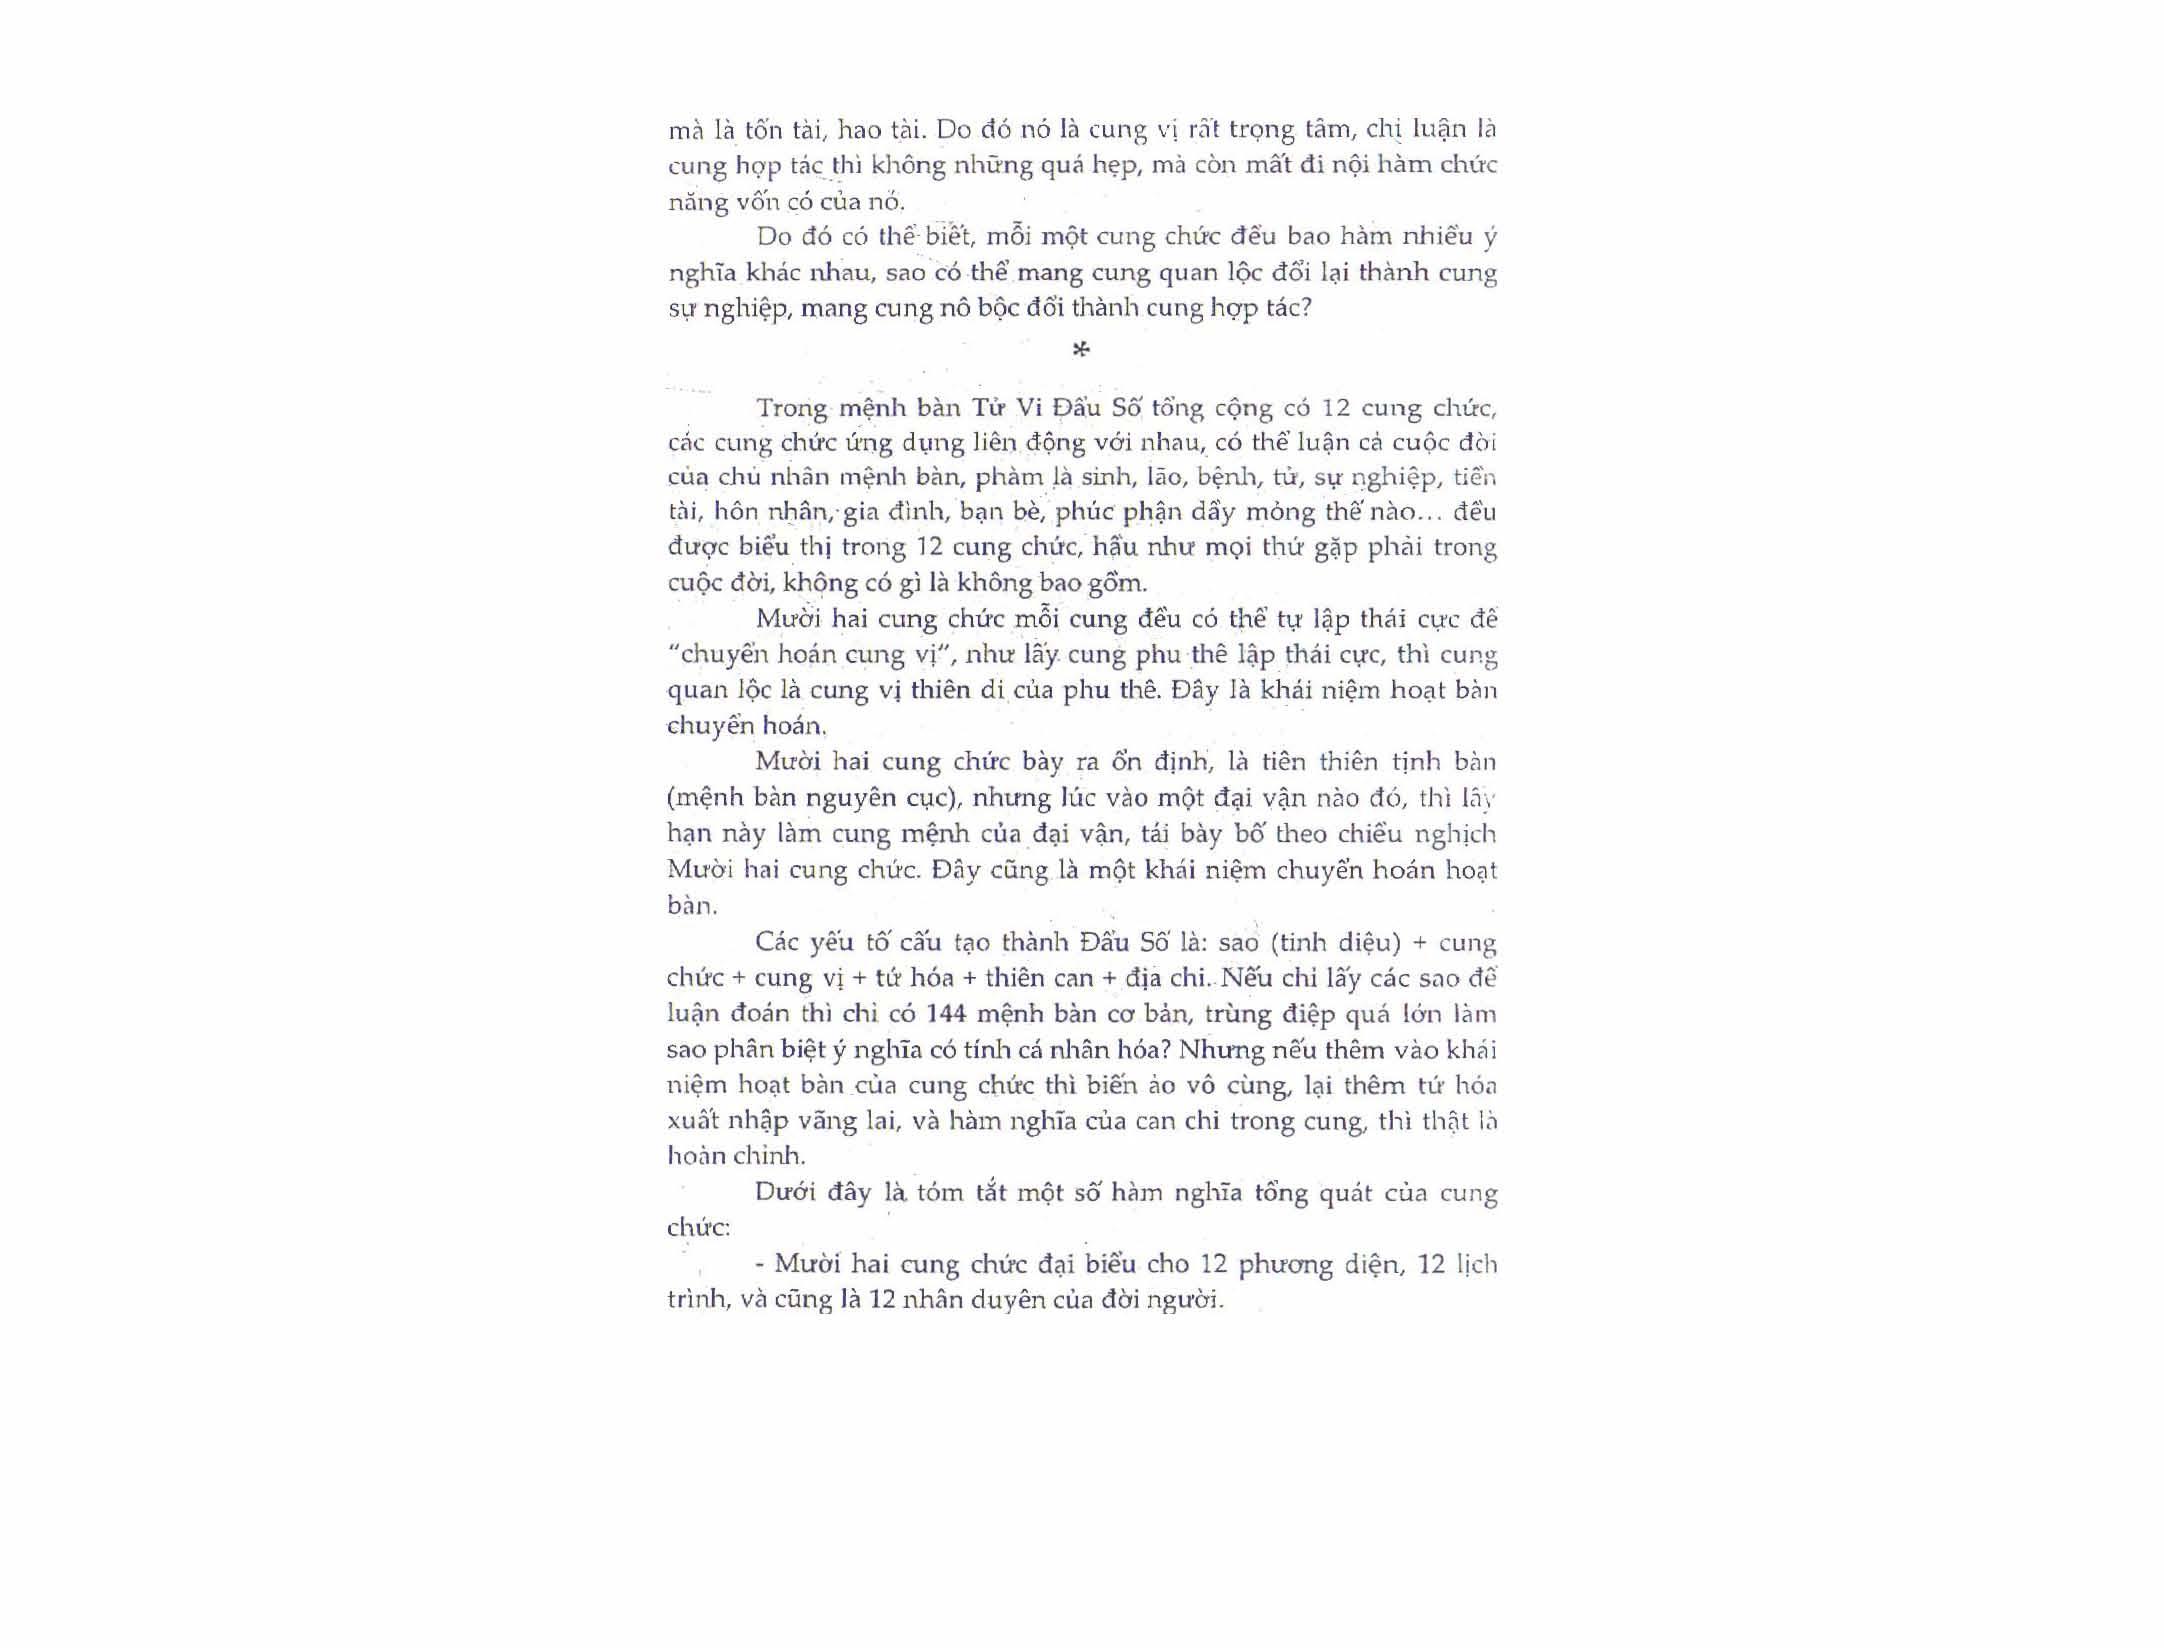 mà là tốn tài, hao tài. Do đó nó là cung vị rất trọng tâm, chỉ luận là
cung hợp tác thì không những quá hẹp, mà còn mất đi nội hàm chức
năng vốn có của nó.
Do đó có thể biết, mỗi một cung chức đều bao hàm nhiều ý
nghĩa khác nhau, sao có thể mang cung quan lộc đổi lại thành cung
sự nghiệp, mang cung nô bộc đổi thành cung hợp tác?
*
Trong mệnh bàn Tử Vi Đẩu Số tổng cộng có 12 cung chức,
các cung chức ứng dụng liên động với nhau, có thể luận cả cuộc đời
của chủ nhân mệnh bàn, phàm là sinh, lão, bệnh, tử, sự nghiệp, tiền
tài, hôn nhân, gia đình, bạn bè, phúc phận dầy mỏng thế nào... đều
được biểu thị trong 12 cung chức, hầu như mọi thứ gặp phải trong
cuộc đời, không có gì là không bao gồm.
Mười hai cung chức mỗi cung đều có thể tự lập thái cực để
"chuyển hoán cung vị", như lấy cung phu thê lập thái cực, thì cung
quan lộc là cung vị thiên di của phu thê. Đây là khái niệm hoạt bàn
chuyển hoán.
Mười hai cung chức bày ra ổn định, là tiên thiên tịnh bàn
(mệnh bàn nguyên cục), nhưng lúc vào một đại vận nào đó, thì lấy
hạn này làm cung mệnh của đại vận, tái bày bố theo chiều nghịch
Mười hai cung chức. Đây cũng là một khái niệm chuyển hoán hoạt
bàn.
Các yếu tố cấu tạo thành Đẩu Số là: sao (tinh diệu) + cung
chức + cung vị + tứ hóa + thiên can + địa chi. Nếu chỉ lấy các sao để
luận đoán thì chỉ có 144 mệnh bàn cơ bản, trùng điệp quá lớn làm
sao phân biệt ý nghĩa có tính cá nhân hóa? Nhưng nếu thêm vào khái
niệm hoạt bàn của cung chức thì biến ảo vô cùng, lại thêm tứ hóa
xuất nhập vãng lai, và hàm nghĩa của can chi trong cung, thì thật là
hoàn chỉnh.
Dưới đây là tóm tắt một số hàm nghĩa tổng quát của cung
chức:
- Mười hai cung chức đại biểu cho 12 phương diện, 12 lịch
trình, và cũng là 12 nhân duyên của đời người.